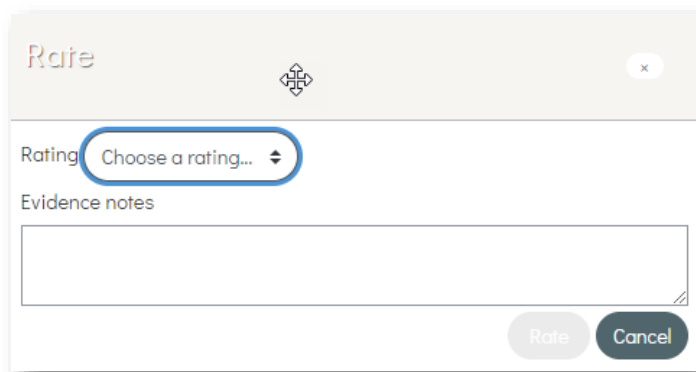 Rate
×
Rating Choose a rating...
Evidence notes
Rate Cancel